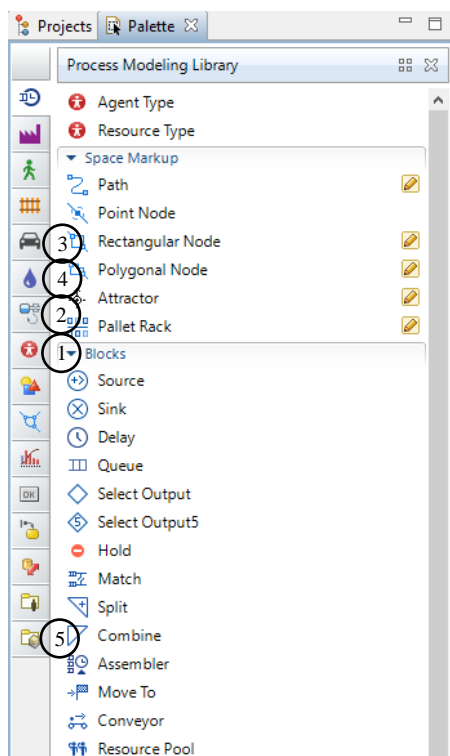 Projects Palette
Process Modeling Library
Agent Type
Resource Type
Space Markup
Path
Point Node
3 Rectangular Node
4 Polygonal Node
Attractor
2 Pallet Rack
1 Blocks
Source
Sink
Delay
Queue
Select Output
OK
5 Select Output5
Hold
Match
Split
5 Combine
Assembler
Move To
Conveyor
Resource Pool